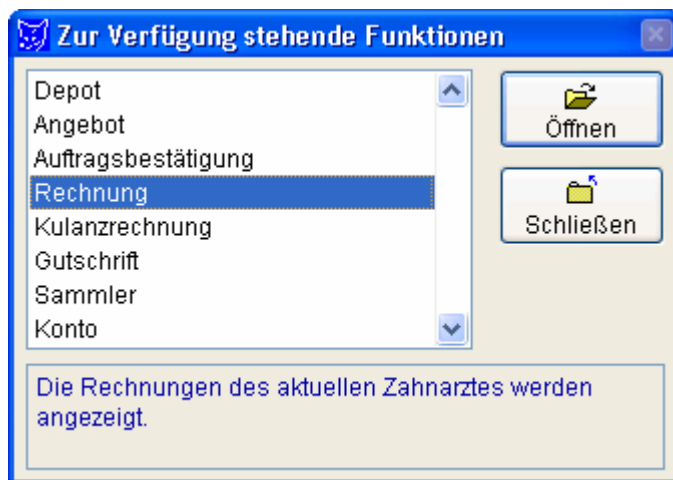 Zur Verfügung stehende Funktionen
Depot
Angebot
Auftragsbestätigung
Rechnung
Kulanzrechnung
Gutschrift
Sammler
Konto
Öffnen
Schließen
Die Rechnungen des aktuellen Zahnarztes werden
angezeigt.